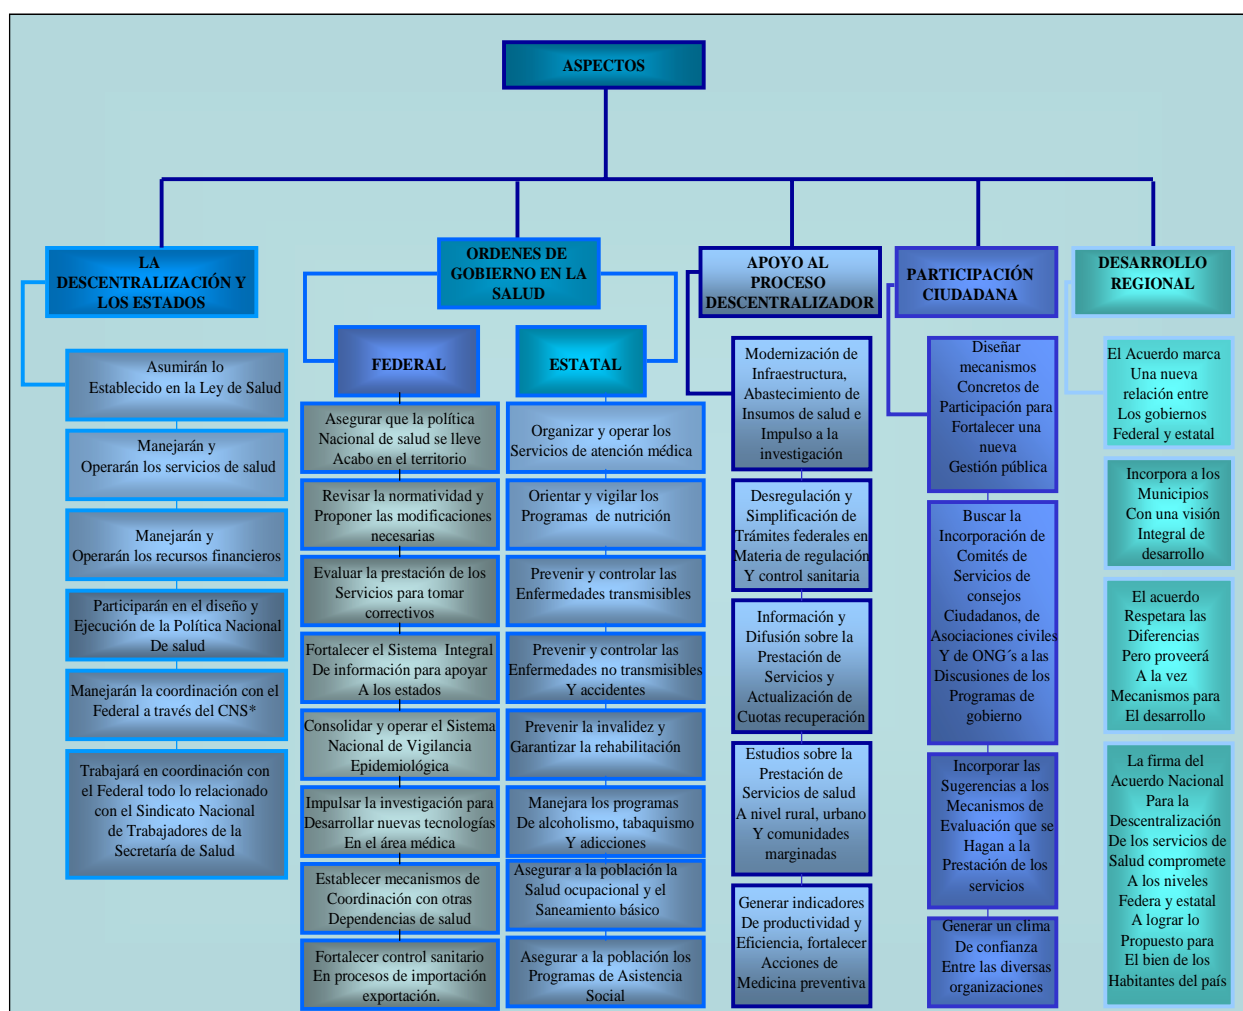 ASPECTOS
LA
DESCENTRALIZACIÓN Y
LOS ESTADOS
Asumirán lo
Establecido en la Ley de Salud
Manejarán y
Operarán los servicios de salud
Manejarán y
Operarán los recursos financieros
Participarán en el diseño y
Ejecución de la Política Nacional
De salud
Manejarán la coordinación con el
Federal a través del CNS*
Trabajará en coordinación con
el Federal todo lo relacionado
con el Sindicato Nacional
de Trabajadores de la
Secretaría de Salud
ORDENES DE
GOBIERNO EN LA
SALUD
FEDERAL
Asegurar que la política
Nacional de salud se lleve
Acabo en el territorio
Revisar la normatividad y
Proponer las modificaciones
necesarias
Evaluar la prestación de los
Servicios para tomar
correctivos
Fortalecer el Sistema Integral
De información para apoyar
A los estados
Consolidar y operar el Sistema
Nacional de Vigilancia
Epidemiológica
Impulsar la investigación para
Desarrollar nuevas tecnologías
En el área médica
Establecer mecanismos de
Coordinación con otras
Dependencias de salud
Fortalecer control sanitario
En procesos de importación
exportación.
ESTATAL
Organizar y operar los
Servicios de atención médica
Orientar y vigilar los
Programas de nutrición
Prevenir y controlar las
Enfermedades transmisibles
Prevenir y controlar las
Enfermedades no transmisibles
Y accidentes
Prevenir la invalidez y
Garantizar la rehabilitación
Manejara los programas
De alcoholismo, tabaquismo
Y adicciones
Asegurar a la población la
Salud ocupacional y el
Saneamiento básico
Asegurar a la población los
Programas de Asistencia
Social
APOYO AL
PROCESO
DESCENTRALIZADOR
Modernización de
Infraestructura,
Abastecimiento de
Insumos de salud e
Impulso a la
investigación
Desregulación y
Simplificación de
Trámites federales en
Materia de regulación
Y control sanitaria
Información y
Difusión sobre la
Prestación de
Servicios y
Actualización de
Cuotas recuperación
Estudios sobre la
Prestación de
Servicios de salud
A nivel rural, urbano
Y comunidades
marginadas
Generar indicadores
De productividad y
Eficiencia, fortalecer
Acciones de
Medicina preventiva
PARTICIPACIÓN
CIUDADANA
Diseñar
mecanismos
Concretos de
Participación para
Fortalecer una
nueva
Gestión pública
Buscar la
Incorporación de
Comités de
Servicios de
consejos
Ciudadanos, de
Asociaciones civiles
Y de ONG´s a las
Discusiones de los
Programas de
gobierno
Incorporar las
Sugerencias a los
Mecanismos de
Evaluación que se
Hagan a la
Prestación de los
servicios
Generar un clima
De confianza
Entre las diversas
organizaciones
DESARROLLO
REGIONAL
El Acuerdo marca
Una nueva
relación entre
Los gobiernos
Federal y estatal
Incorpora a los
Municipios
Con una visión
Integral de
desarrollo
El acuerdo
Respetara las
Diferencias
Pero proveerá
A la vez
Mecanismos para
El desarrollo
La firma del
Acuerdo Nacional
Para la
Descentralización
De los servicios de
Salud compromete
A los niveles
Federa y estatal
A lograr lo
Propuesto para
El bien de los
Habitantes del país